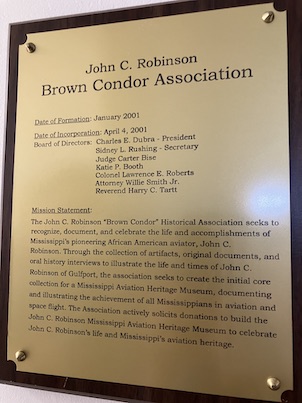 John C. Robinson
Brown Condor Association
Date of Formation: January 2001
Date of Incorporation: April 4, 2001
Board of Directors: Charles E. Dubra - President
Sidney L. Rushing - Secretary
Judge Carter Bise
Katie P. Booth
Colonel Lawrence E. Roberts
Attorney Willie Smith Jr.
Reverend Harry C. Tartt
Mission Statement:
The John C. Robinson "Brown Condor" Historical Association seeks to
recognize, document, and celebrate the life and accomplishments of
Mississippi's pioneering African American aviator, John C.
Robinson. Through the collection of artifacts, original documents, and
oral history interviews to illustrate the life and times of John C.
Robinson of Gulfport, the association seeks to create the initial core
collection for a Mississippi Aviation Heritage Museum, documenting
and illustrating the achievement of all Mississippians in aviation and
space flight. The Association actively solicits donations to build the
John C. Robinson Mississippi Aviation Heritage Museum to celebrate
John C. Robinson's life and Mississippi's aviation heritage.